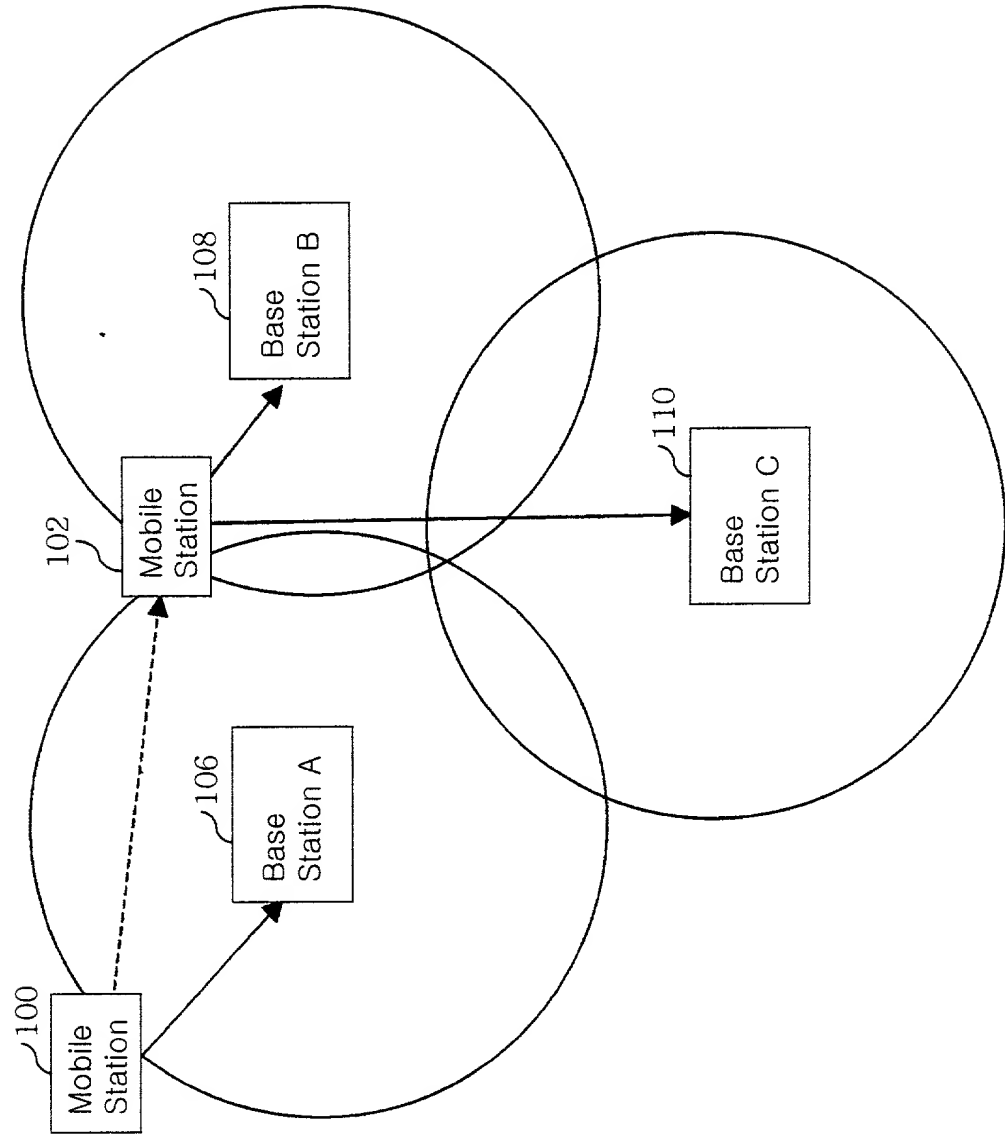 100
Mobile
Station
102
Mobile
Station
106
Base
Station A
108
Base
Station B
110
Base
Station C